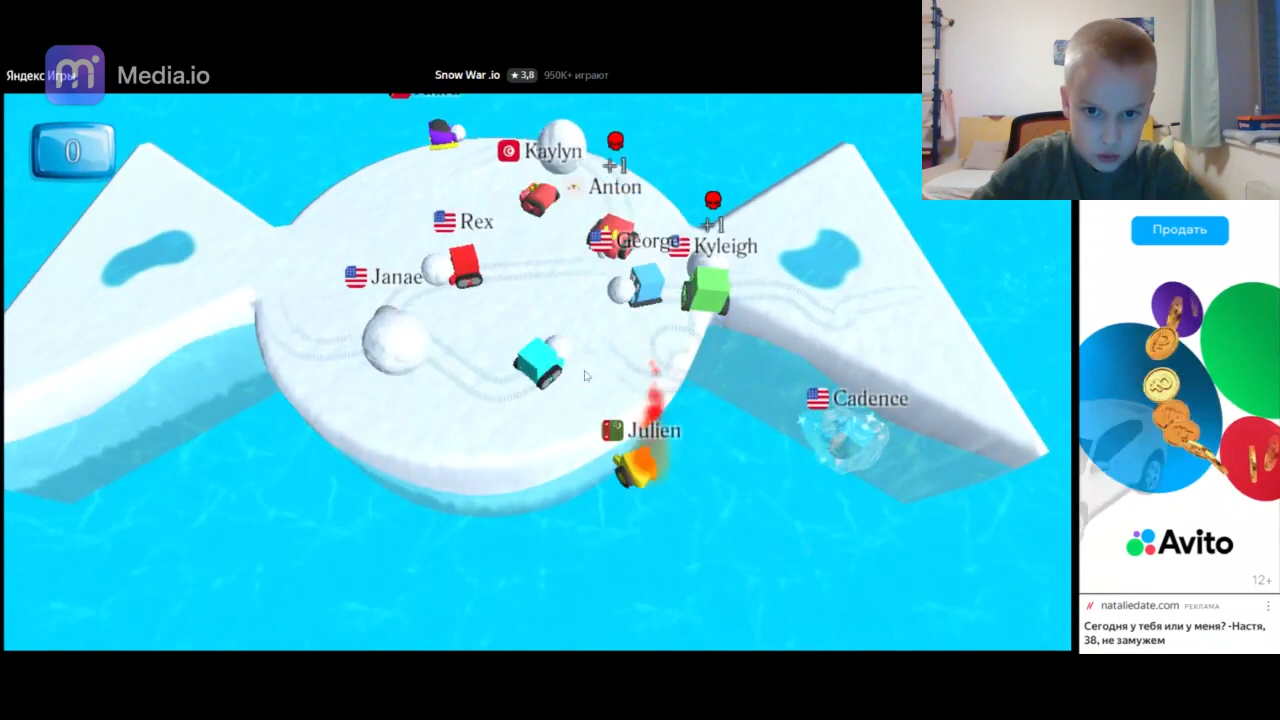 Яндекс Игры
Media.io
Snow War .io ★ 3,8 950K+ играют
0
Kaylyn
+1
Anton
Rex
George
+1
Kyleigh
Janae
Cadence
Julien
Продать
Avito
12+
nataliedate.com РЕКЛАМА
Сегодня у тебя или у меня? -Настя,
38, не замужем